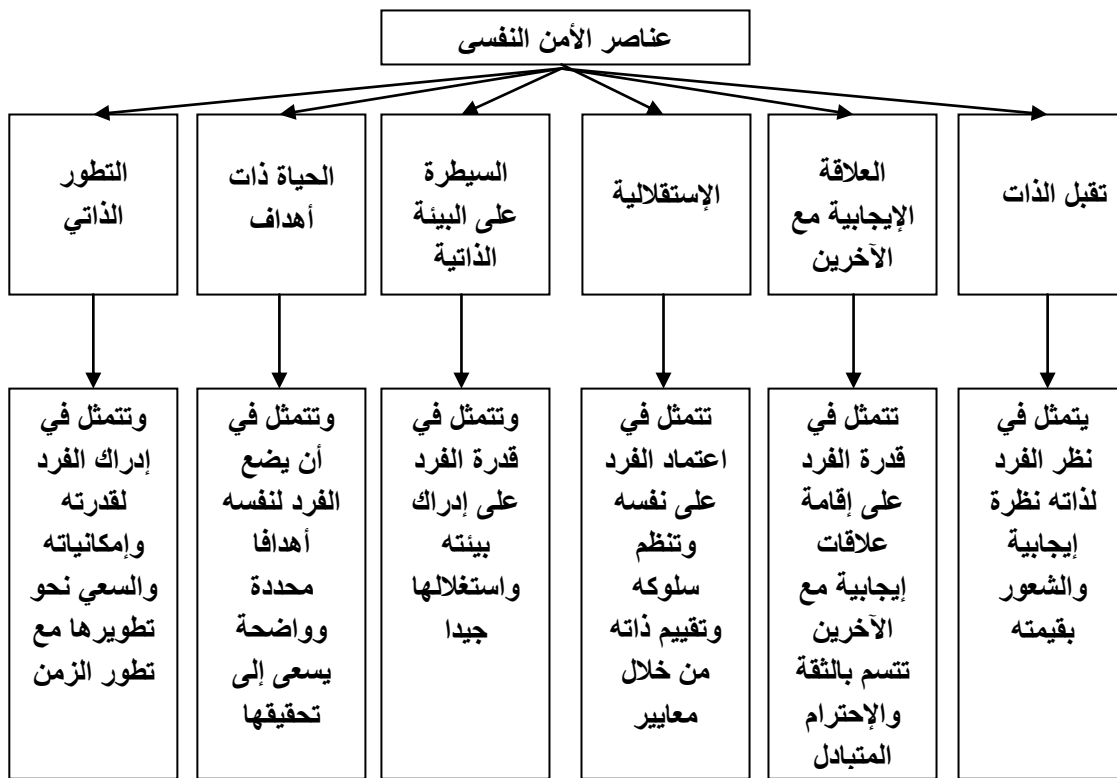 عناصر الأمن النفسى
تقبل الذات
العلاقة
الإيجابية مع
الآخرين
الإستقلالية
السيطرة
على البيئة
الذاتية
الحياة ذات
أهداف
التطور
الذاتي
يتمثل في
نظر الفرد
لذاته نظرة
إيجابية
والشعور
بقيمته
تتمثل في
قدرة الفرد
على إقامة
علاقات
إيجابية مع
الآخرين
تتسم بالثقة
والإحترام
المتبادل
تتمثل في
اعتماد الفرد
على نفسه
وتنظم
سلوكه
وتقييم ذاته
من خلال
معايير
وتتمثل في
قدرة الفرد
على إدراك
بيئته
واستغلالها
جيدا
وتتمثل في
أن يضع
الفرد لنفسه
أهدافا
محددة
وواضحة
يسعى إلى
تحقيقها
وتتمثل في
إدراك الفرد
لقدرته
وإمكانياته
والسعي نحو
تطويرها مع
تطور الزمن